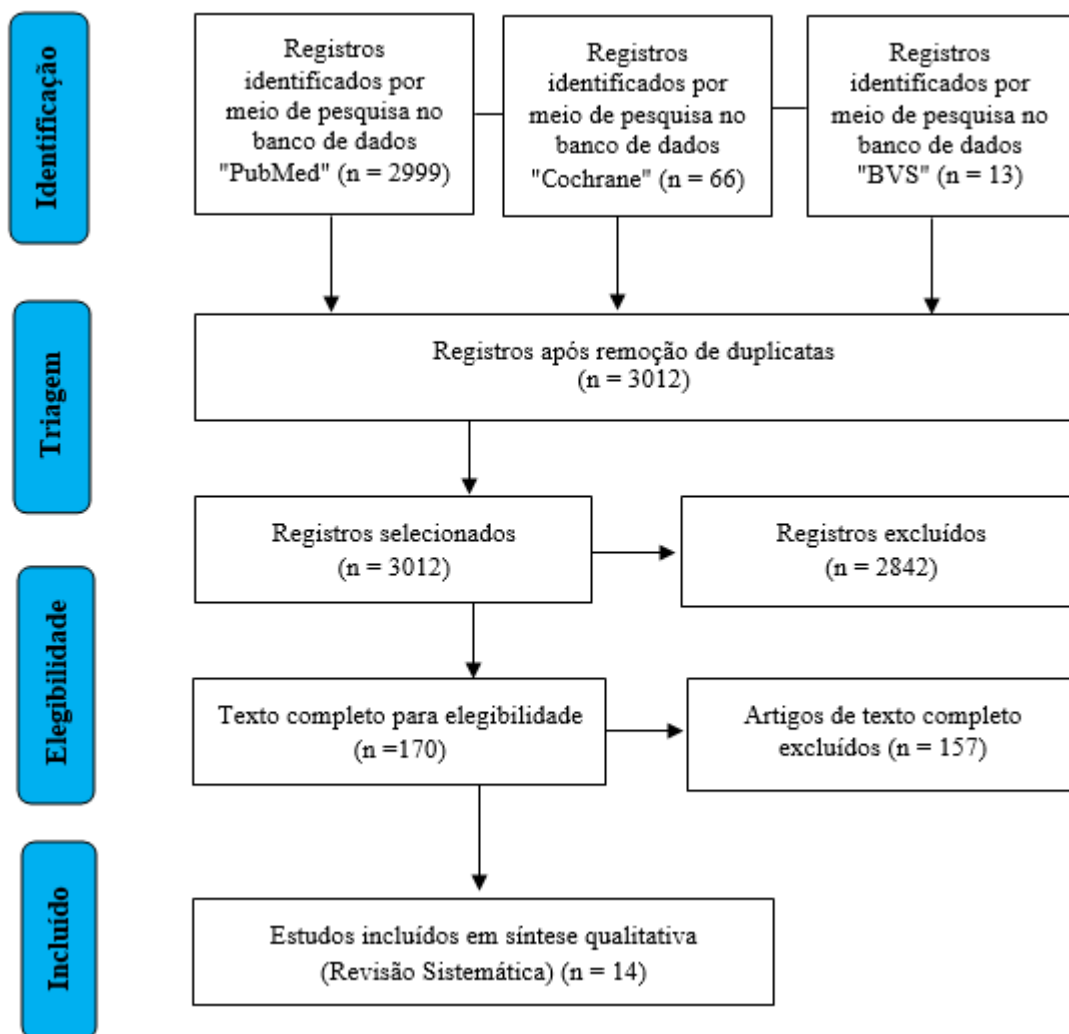 Identificação
Registros
identificados por
meio de pesquisa no
banco de dados
"PubMed" (n = 2999)
Registros
identificados por
meio de pesquisa no
banco de dados
"Cochrane" (n = 66)
Registros
identificados por
meio de pesquisa no
banco de dados
"BVS" (n = 13)
Triagem
Registros após remoção de duplicatas
(n = 3012)
Registros selecionados
(n = 3012)
Registros excluídos
(n = 2842)
Elegibilidade
Texto completo para elegibilidade
(n =170)
Artigos de texto completo
excluídos (n = 157)
Incluído
Estudos incluídos em síntese qualitativa
(Revisão Sistemática) (n = 14)